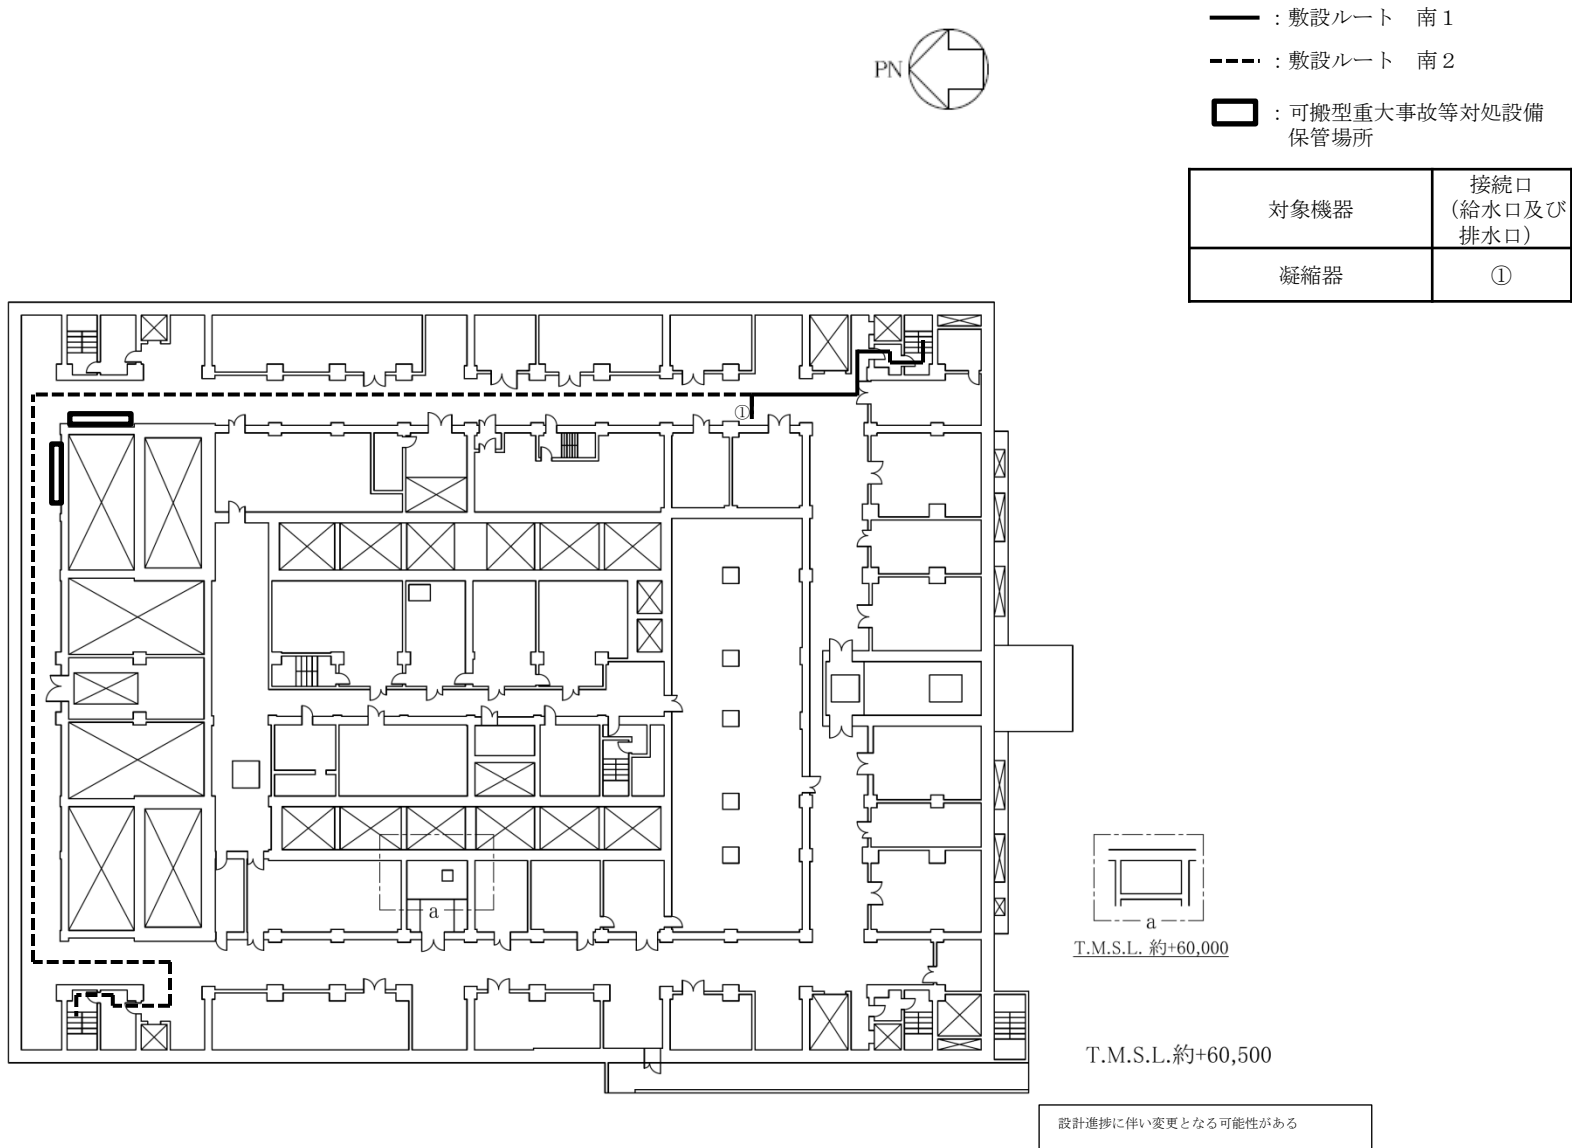 ：敷設ルート　南１
PN
：敷設ルート　南２
：可搬型重大事故等対処設備
保管場所
対象機器
接続口
（給水口及び
排水口）
凝縮器
①
①
a
a
T.M.S.L. 約+60,000
T.M.S.L.約+60,500
設計進捗に伴い変更となる可能性がある